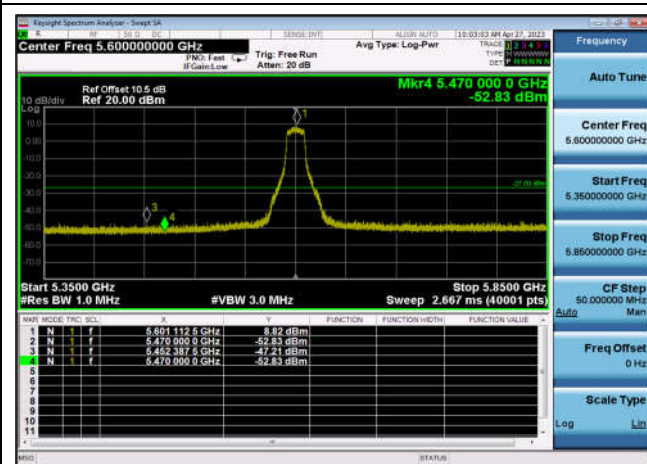 Keysight Spectrum Analyzer - Swept SA
R RF 50 Ω DC SENSE:INT ALIGN AUTO 10:03:03 AM Apr 27, 2023
Center Freq 5.600000000 GHz
PNO: Fast
IFGain:Low
Trig: Free Run
Atten: 20 dB
Avg Type: Log-Pwr
TRACE 1 2 3 4 5 6
TYPE
DET P N N N N N
Ref Offset 10.5 dB
Ref 20.00 dBm
10 dB/div
Log
Mkr4 5.470 000 0 GHz
-52.83 dBm
10.0
0.00
-10.0
-20.0
-30.0
-40.0
-50.0
-60.0
-70.0
-27.00 dBm
1
3
4
Start 5.3500 GHz
Stop 5.8500 GHz
#Res BW 1.0 MHz
#VBW 3.0 MHz
Sweep 2.667 ms (40001 pts)
MKR MODE TRC SCL X Y FUNCTION FUNCTION WIDTH FUNCTION VALUE
1 N 1 f 5.601 112 5 GHz 8.82 dBm
2 N 1 f 5.470 000 0 GHz -52.83 dBm
3 N 1 f 5.452 387 5 GHz -47.21 dBm
4 N 1 f 5.470 000 0 GHz -52.83 dBm
5
6
7
8
9
10
11
MSG
STATUS
Frequency
Auto Tune
Center Freq
5.600000000 GHz
Start Freq
5.350000000 GHz
Stop Freq
5.850000000 GHz
CF Step
50.000000 MHz
Auto Man
Freq Offset
0 Hz
Scale Type
Log Lin